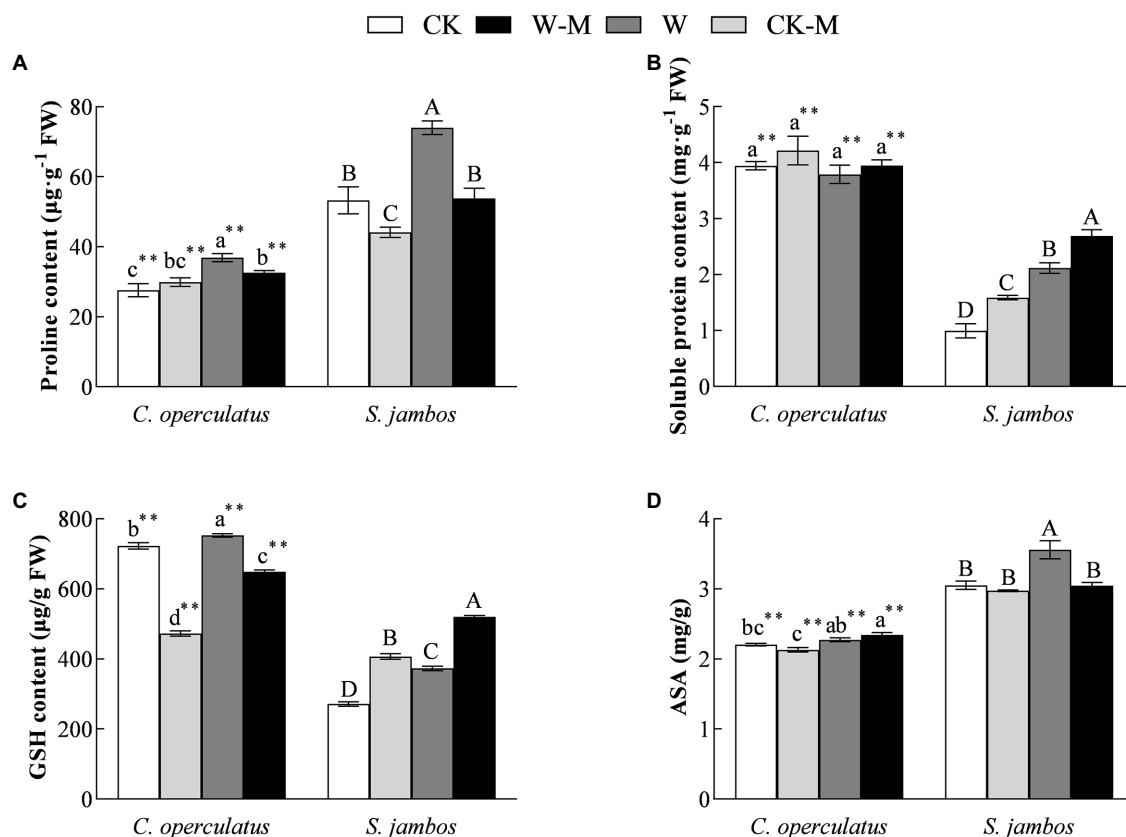 CK W-M W CK-M
A
Proline content (µg·g⁻¹ FW)
80
60
40
20
0
c** bc** a** b**
B C A B
C. operculatus S. jambos
B
Soluble protein content (mg·g⁻¹ FW)
5
4
3
2
1
0
a** a** a** a**
D C B A
C. operculatus S. jambos
C
GSH content (µg/g FW)
800
600
400
200
0
b** d** a** c**
D B C A
C. operculatus S. jambos
D
ASA (mg/g)
4
3
2
1
0
bc** c** ab** a**
B B A B
C. operculatus S. jambos